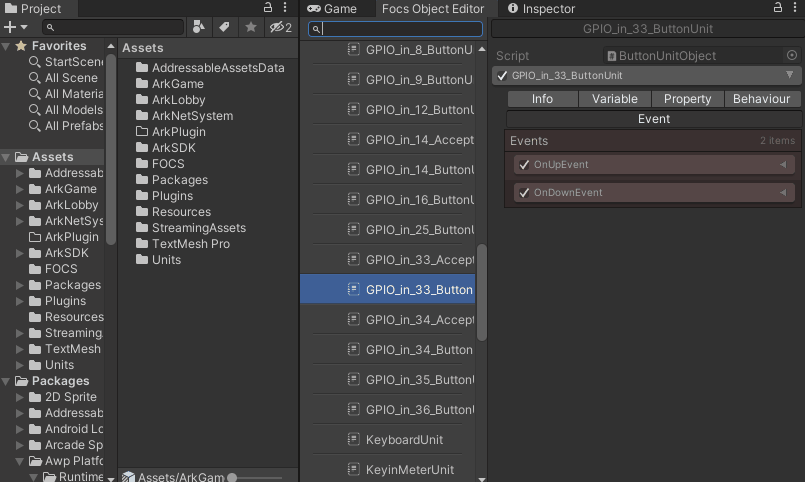 Project
2
Favorites
StartScene
All Scene
All Materia
All Models
All Prefabs
Assets
Addressab
ArkGame
ArkLobby
ArkNetSys
ArkPlugin
ArkSDK
FOCS
Packages
Plugins
Resources
Streaming
TextMesh
Units
Packages
2D Sprite
Addressab
Android Lo
Arcade Sp
Awp Platfo
Runtime
Assets
AddressableAssetsData
ArkGame
ArkLobby
ArkNetSystem
ArkPlugin
ArkSDK
FOCS
Packages
Plugins
Resources
StreamingAssets
TextMesh Pro
Units
Assets/ArkGam
Game
Focs Object Editor
GPIO_in_8_ButtonU
GPIO_in_9_ButtonU
GPIO_in_12_ButtonU
GPIO_in_14_Accept
GPIO_in_14_ButtonU
GPIO_in_16_ButtonU
GPIO_in_25_ButtonU
GPIO_in_33_Accept
GPIO_in_33_Button
GPIO_in_34_Accept
GPIO_in_34_Button
GPIO_in_35_ButtonU
GPIO_in_36_ButtonU
KeyboardUnit
KeyinMeterUnit
Inspector
GPIO_in_33_ButtonUnit
Script ButtonUnitObject
GPIO_in_33_ButtonUnit
Info Variable Property Behaviour
Event
Events 2 items
OnUpEvent
OnDownEvent